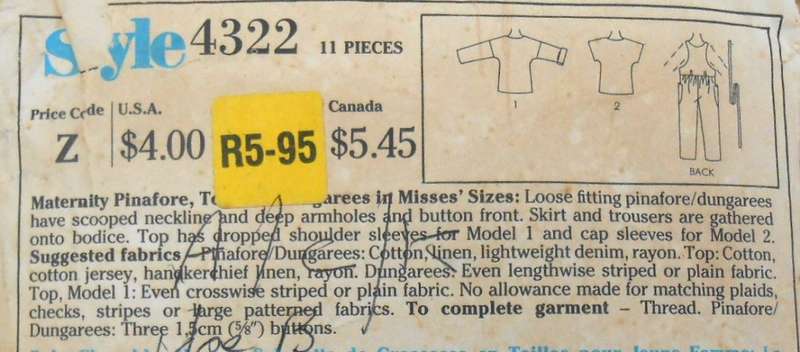 Style 4322 11 PIECES
Price Code U.S.A. Canada
Z $4.00 R5-95 $5.45
1 2
BACK
Maternity Pinafore, in Misses' Sizes: Loose fitting pinafore/dungarees
have scooped neckline and deep armholes and button front. Skirt and trousers are gathered
onto bodice. Top has dropped shoulder sleeves for Model 1 and cap sleeves for Model 2.
Suggested fabrics – Pinafore/Dungarees: Cotton, linen, lightweight denim, rayon. Top: Cotton,
cotton jersey, handkerchief linen, rayon. Dungarees: Even lengthwise striped or plain fabric.
Top, Model 1: Even crosswise striped or plain fabric. No allowance made for matching plaids,
checks, stripes or large patterned fabrics. To complete garment – Thread. Pinafore/
Dungarees: Three 1,5cm (5/8") buttons.